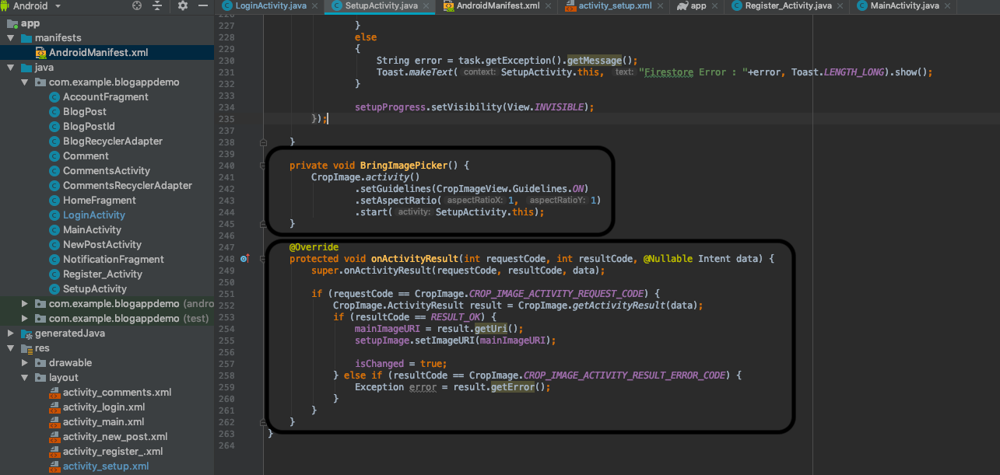 Android
LoginActivity.java
SetupActivity.java
AndroidManifest.xml
activity_setup.xml
app
Register_Activity.java
MainActivity.java
app
manifests
AndroidManifest.xml
java
com.example.blogappdemo
AccountFragment
BlogPost
BlogPostId
BlogRecyclerAdapter
Comment
CommentsActivity
CommentsRecyclerAdapter
HomeFragment
LoginActivity
MainActivity
NewPostActivity
NotificationFragment
Register_Activity
SetupActivity
com.example.blogappdemo (andro
com.example.blogappdemo (test)
generatedJava
res
drawable
layout
activity_comments.xml
activity_login.xml
activity_main.xml
activity_new_post.xml
activity_register_.xml
activity_setup.xml
227 }
228 else
229 {
230 String error = task.getException().getMessage();
231 Toast.makeText( context: SetupActivity.this, text: "Firestore Error : "+error, Toast.LENGTH_LONG).show();
232 }
233
234 setupProgress.setVisibility(View.INVISIBLE);
235 });
237
238 }
239
240 private void BringImagePicker() {
241 CropImage.activity()
242 .setGuidelines(CropImageView.Guidelines.ON)
243 .setAspectRatio( aspectRatioX: 1, aspectRatioY: 1)
244 .start( activity: SetupActivity.this);
245 }
246
247 @Override
248 protected void onActivityResult(int requestCode, int resultCode, @Nullable Intent data) {
249 super.onActivityResult(requestCode, resultCode, data);
250
251 if (requestCode == CropImage.CROP_IMAGE_ACTIVITY_REQUEST_CODE) {
252 CropImage.ActivityResult result = CropImage.getActivityResult(data);
253 if (resultCode == RESULT_OK) {
254 mainImageURI = result.getUri();
255 setupImage.setImageURI(mainImageURI);
256
257 isChanged = true;
258 } else if (resultCode == CropImage.CROP_IMAGE_ACTIVITY_RESULT_ERROR_CODE) {
259 Exception error = result.getError();
260 }
261 }
262 }
263 }
264